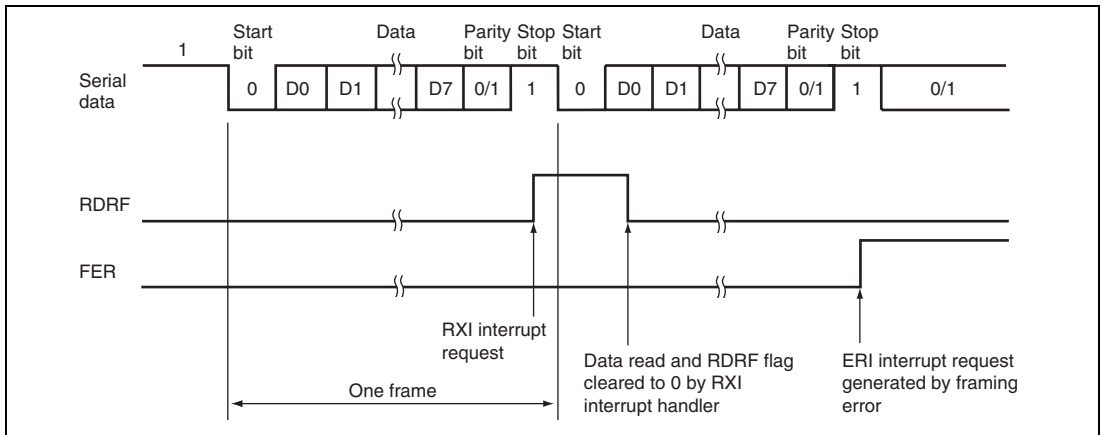 Start bit Data Parity bit Stop bit Start bit Data Parity bit Stop bit
1
Serial data
0 D0 D1 D7 0/1 1 0 D0 D1 D7 0/1 1 0/1
RDRF
FER
RXI interrupt
request
Data read and RDRF flag
cleared to 0 by RXI
interrupt handler
ERI interrupt request
generated by framing
error
One frame